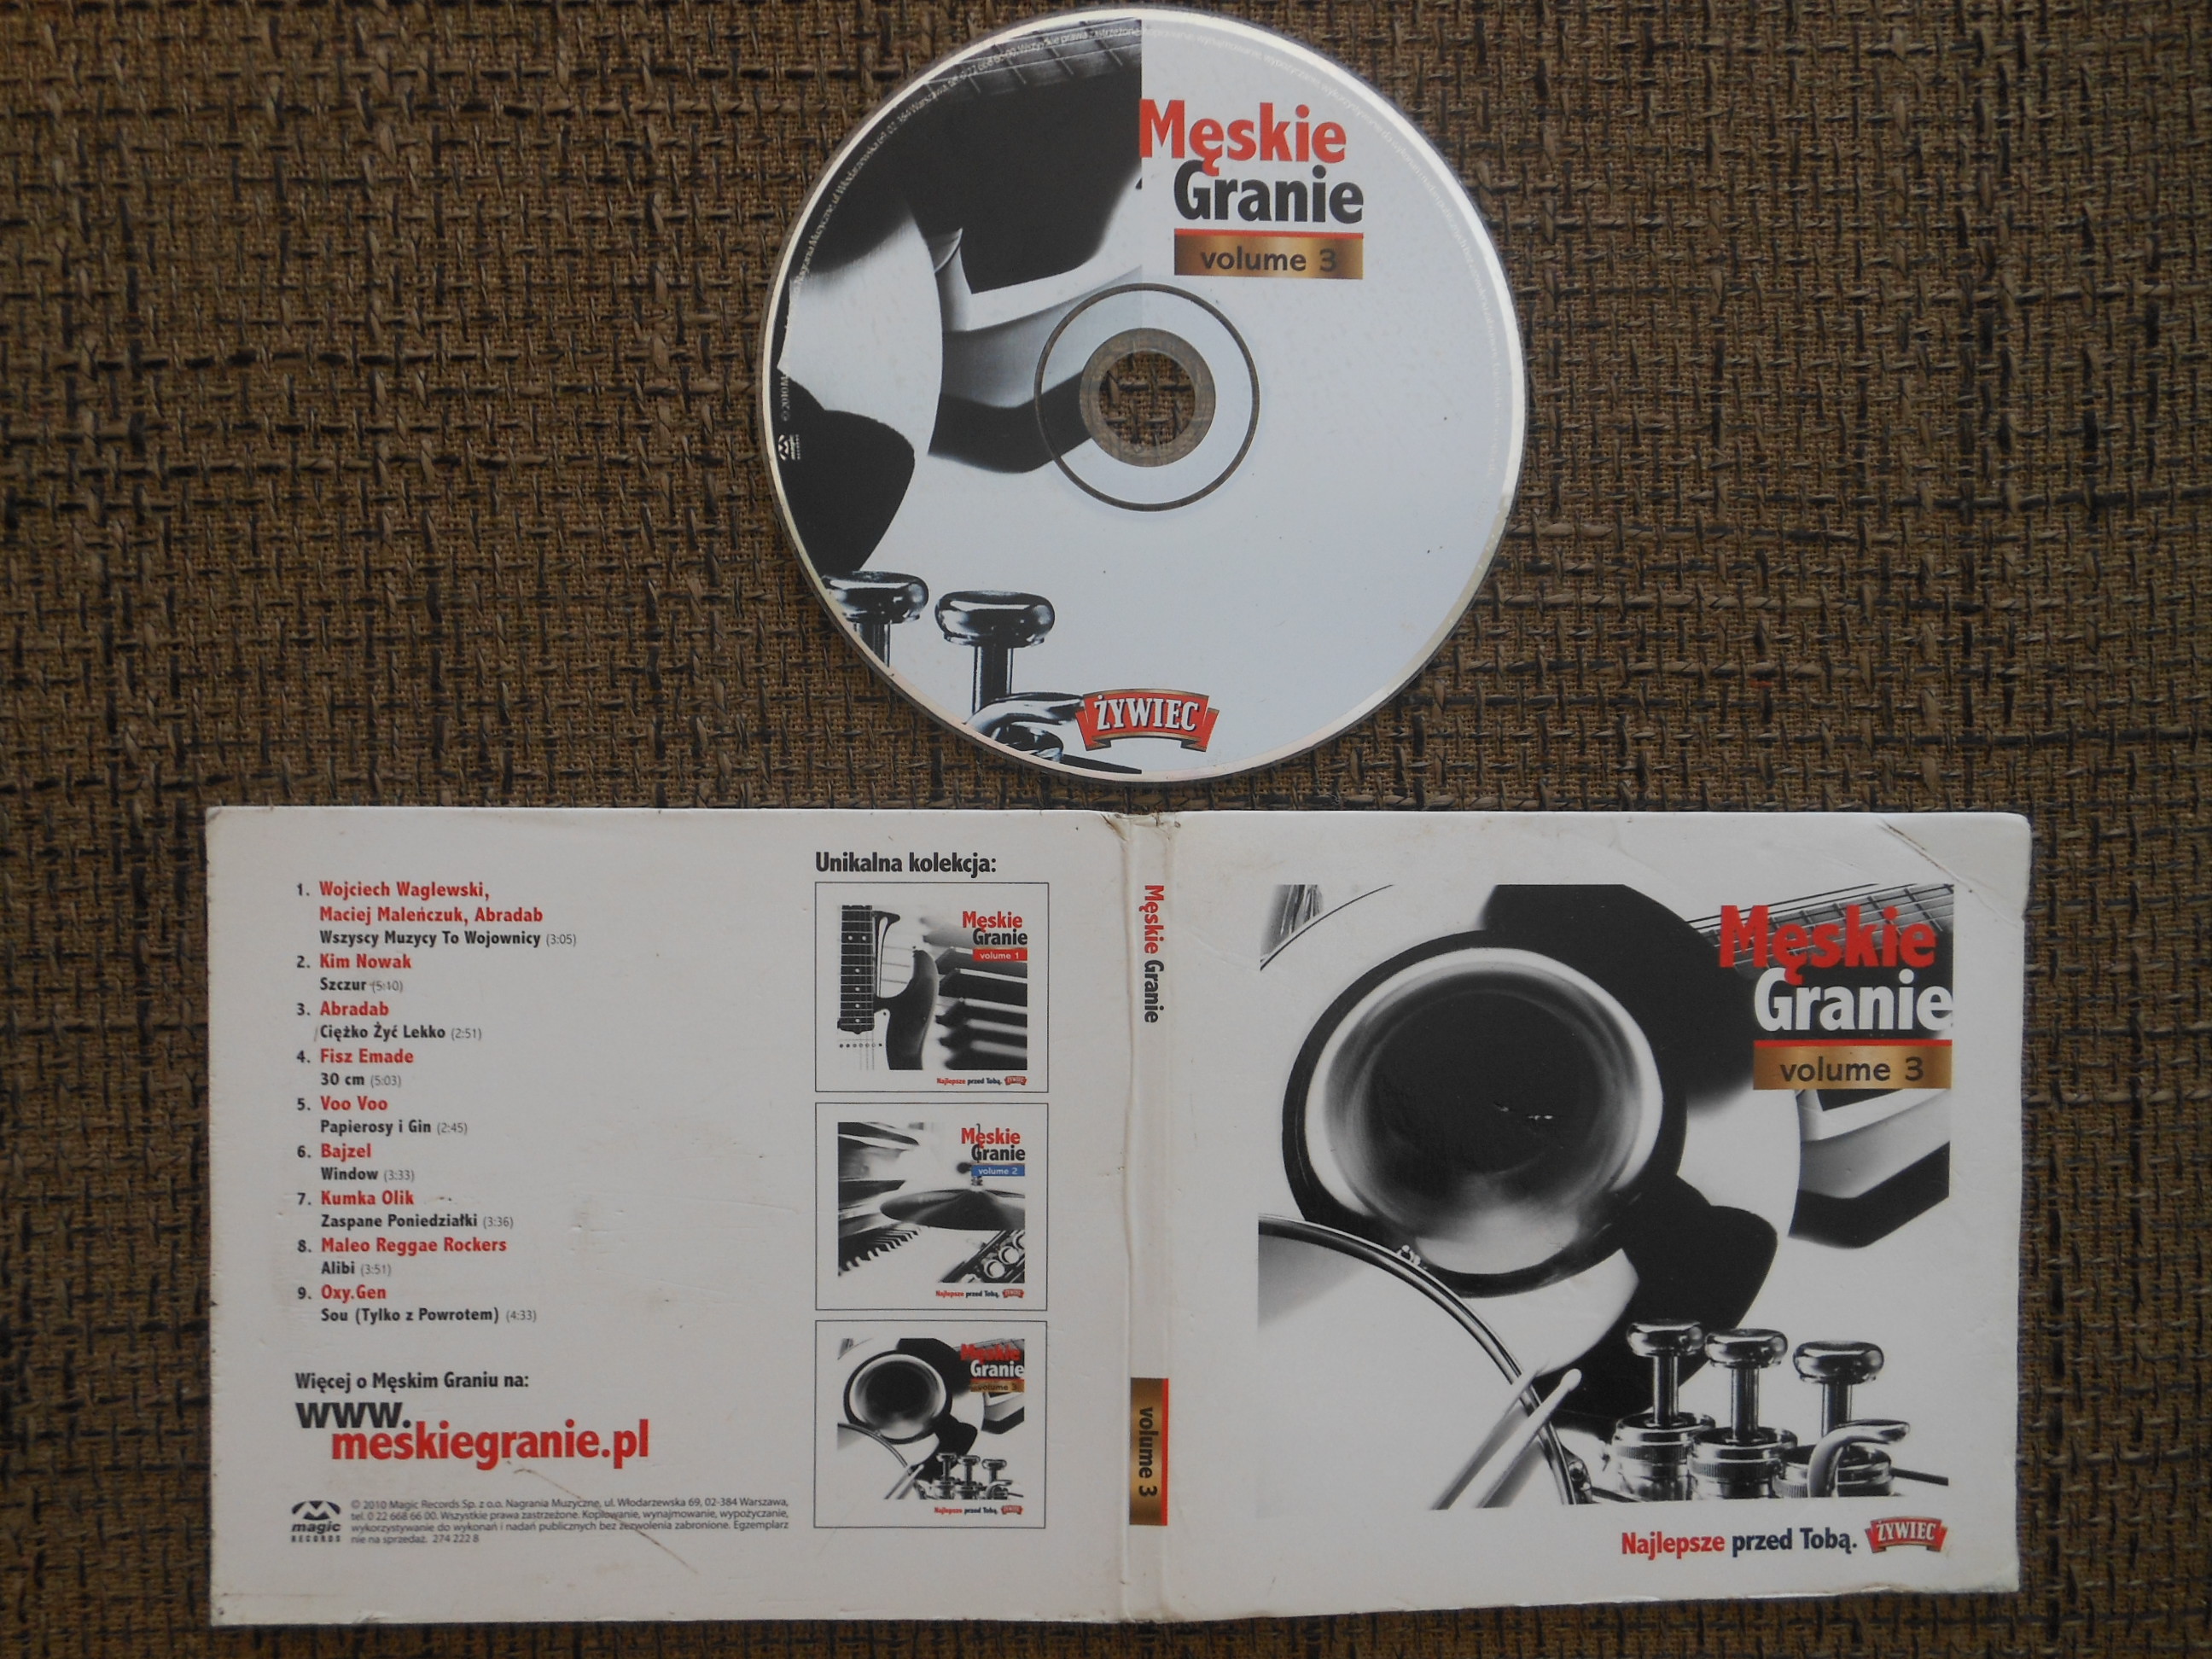 Męskie
Granie
volume 3
ŻYWIEC
1. Wojciech Waglewski,
Maciej Maleńczuk, Abradab
Wszyscy Muzycy To Wojownicy (3:05)
2. Kim Nowak
Szczur (5:10)
3. Abradab
Ciężko Żyć Lekko (2:51)
4. Fisz Emade
30 cm (5:03)
5. Voo Voo
Papierosy i Gin (2:45)
6. Bajzel
Window (3:33)
7. Kumka Olik
Zaspane Poniedziałki (3:36)
8. Maleo Reggae Rockers
Alibi (3:51)
9. Oxy.Gen
Sou (Tylko z Powrotem) (4:33)
Więcej o Męskim Graniu na:
www.
meskiegranie.pl
magic
RECORDS
© 2010 Magic Records Sp. z o.o. Nagrania Muzyczne, ul. Włodarzewska 69, 02-384 Warszawa,
tel. 0 22 668 66 00. Wszystkie prawa zastrzeżone. Kopiowanie, wynajmowanie, wypożyczanie,
wykorzystywanie do wykonań i nadań publicznych bez zezwolenia zabronione. Egzemplarz
nie na sprzedaż. 274 222 8
Unikalna kolekcja:
Męskie
Granie
volume 1
Najlepsze przed Tobą. ŻYWIEC
Męskie
Granie
volume 2
Najlepsze przed Tobą. ŻYWIEC
Męskie
Granie
volume 3
Najlepsze przed Tobą. ŻYWIEC
Męskie Granie
volume 3
Męskie
Granie
volume 3
Najlepsze przed Tobą. ŻYWIEC